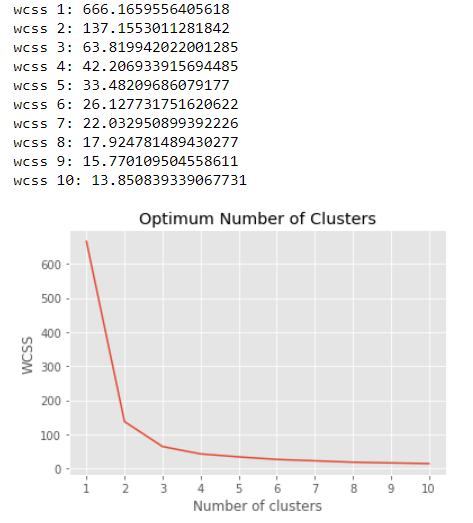 wcss 1: 666.1659556405618
wcss 2: 137.1553011281842
wcss 3: 63.819942022001285
wcss 4: 42.206933915694485
wcss 5: 33.48209686079177
wcss 6: 26.127731751620622
wcss 7: 22.032950899392226
wcss 8: 17.924781489430277
wcss 9: 15.770109504558611
wcss 10: 13.850839339067731
Optimum Number of Clusters
600
500
400
300
200
100
0
WCSS
1 2 3 4 5 6 7 8 9 10
Number of clusters